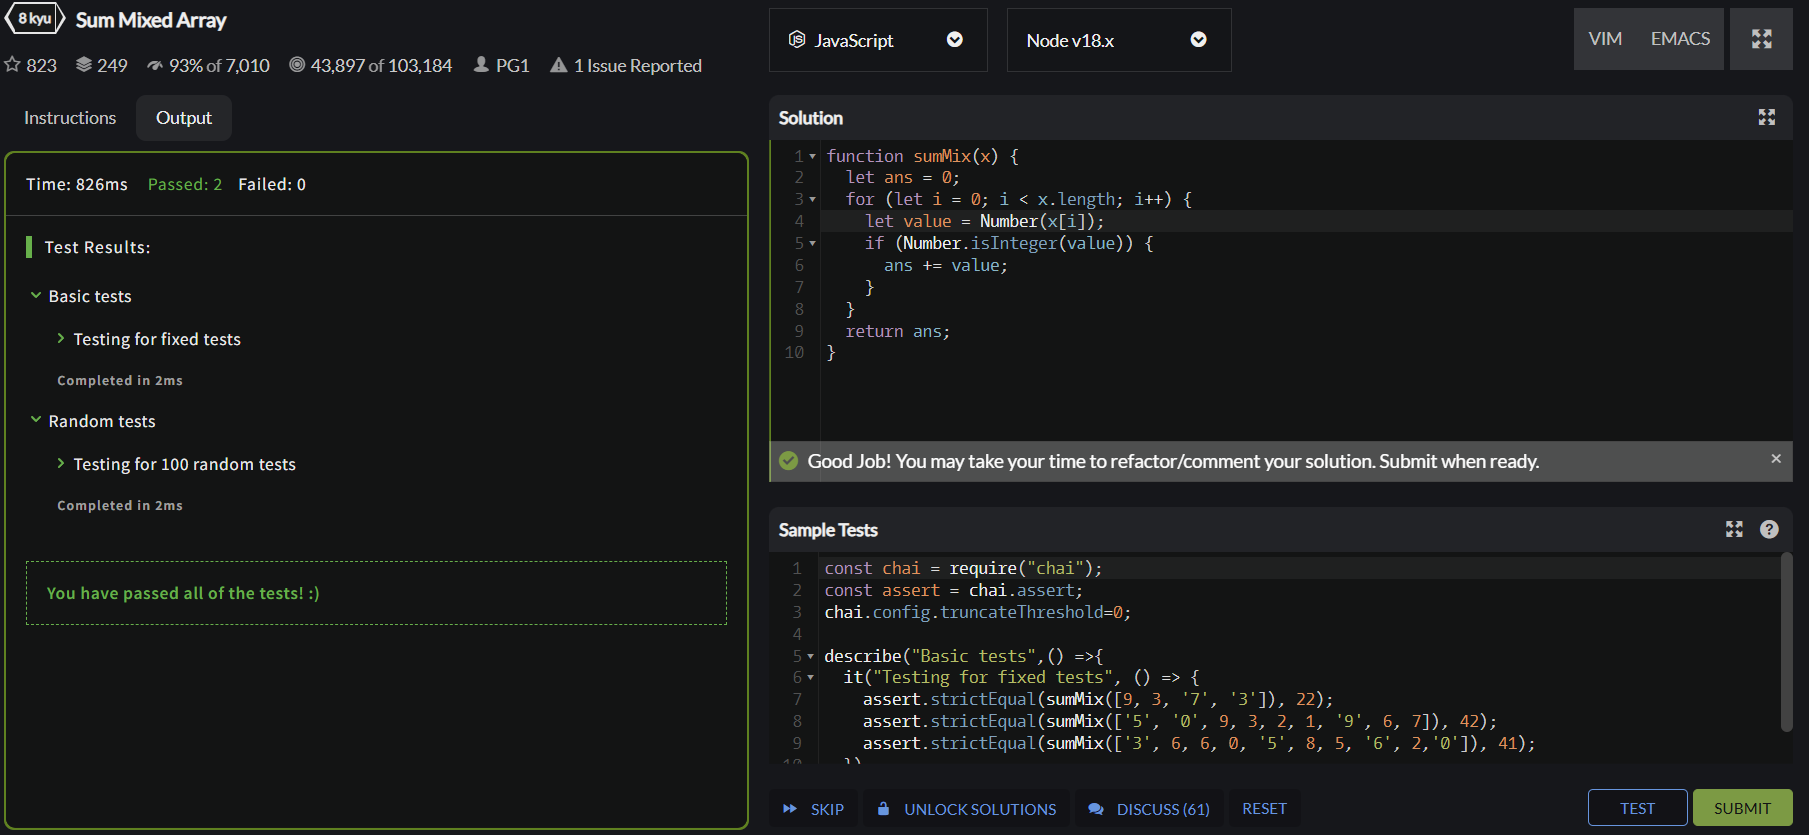 8 kyu Sum Mixed Array
823 249 93% of 7,010 43,897 of 103,184 PG1 1 Issue Reported
Instructions Output
Time: 826ms Passed: 2 Failed: 0
Test Results:
Basic tests
Testing for fixed tests
Completed in 2ms
Random tests
Testing for 100 random tests
Completed in 2ms
You have passed all of the tests! :)
JavaScript Node v18.x VIM EMACS
Solution
1 function sumMix(x) {
2 let ans = 0;
3 for (let i = 0; i < x.length; i++) {
4 let value = Number(x[i]);
5 if (Number.isInteger(value)) {
6 ans += value;
7 }
8 }
9 return ans;
10 }
Good Job! You may take your time to refactor/comment your solution. Submit when ready.
Sample Tests
1 const chai = require("chai");
2 const assert = chai.assert;
3 chai.config.truncateThreshold=0;
4
5 describe("Basic tests",() =>{
6 it("Testing for fixed tests", () => {
7 assert.strictEqual(sumMix([9, 3, '7', '3']), 22);
8 assert.strictEqual(sumMix(['5', '0', 9, 3, 2, 1, '9', 6, 7]), 42);
9 assert.strictEqual(sumMix(['3', 6, 6, 0, '5', 8, 5, '6', 2,'0']), 41);
10 })
SKIP UNLOCK SOLUTIONS DISCUSS (61) RESET TEST SUBMIT